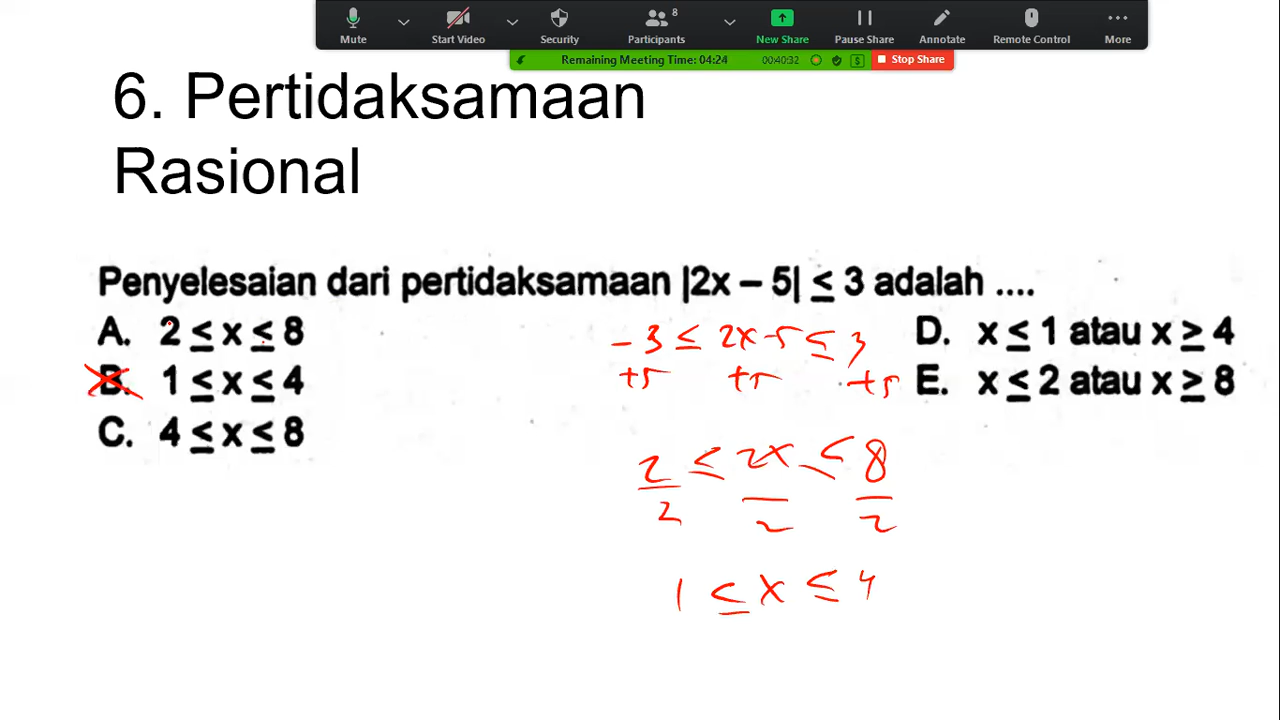 Mute Start Video Security 8 Participants New Share Pause Share Annotate Remote Control More
Remaining Meeting Time: 04:24 00:40:32 Stop Share
6. Pertidaksamaan
Rasional
Penyelesaian dari pertidaksamaan |2x – 5| ≤ 3 adalah ....
A. 2 ≤ x ≤ 8
B. 1 ≤ x ≤ 4
C. 4 ≤ x ≤ 8
D. x ≤ 1 atau x ≥ 4
E. x ≤ 2 atau x ≥ 8
-3 ≤ 2x-5 ≤ 3
+5 +5 +5
2 ≤ 2x ≤ 8
2 2 2
1 ≤ x ≤ 4